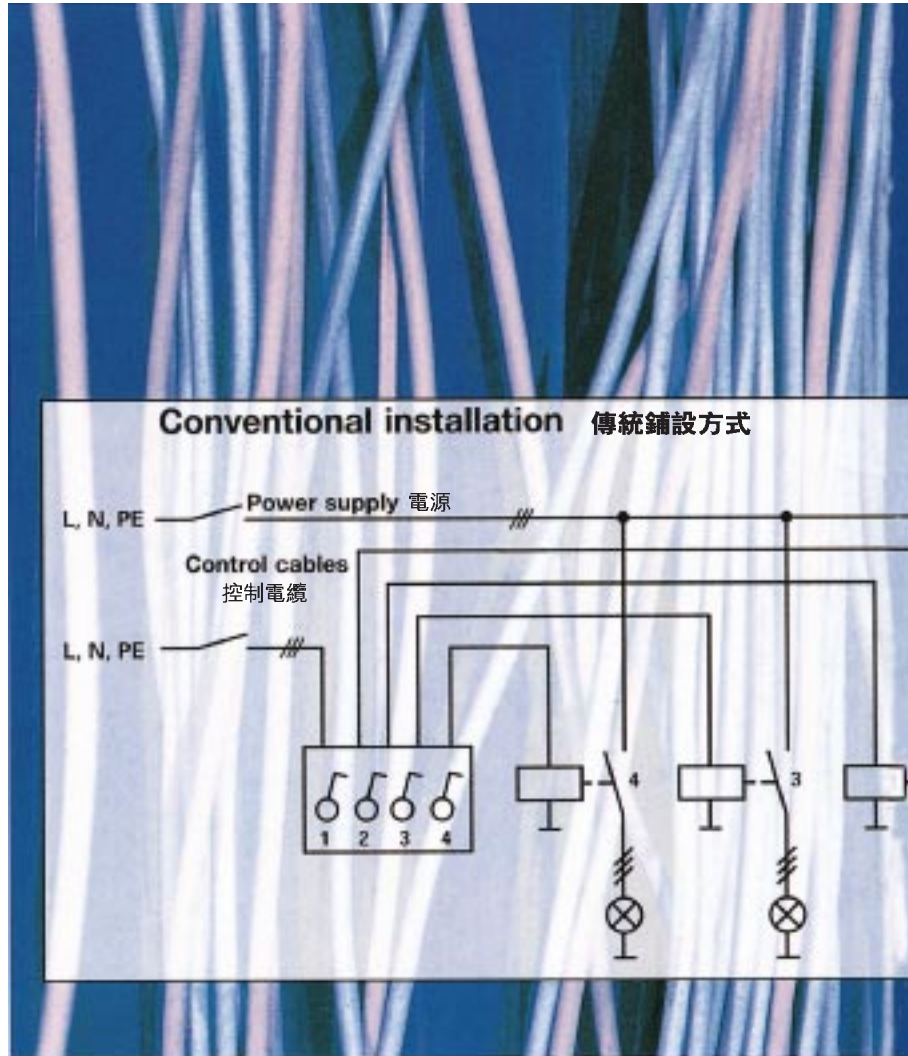 Conventional installation 傳統鋪設方式
Power supply 電源
L, N, PE
Control cables
控制電纜
L, N, PE
4
3
1 2 3 4